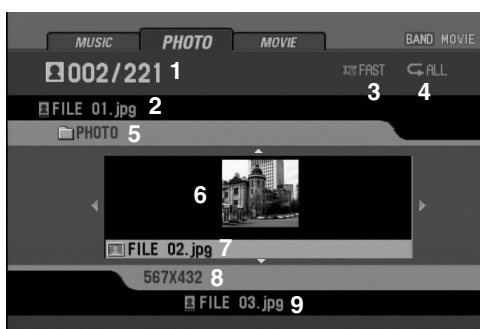 MUSIC PHOTO MOVIE BAND MOVIE
002/221 1 FAST ALL
3 4
FILE 01.jpg 2
PHOTO 5
6
FILE 02.jpg 7
567X432 8
FILE 03.jpg 9